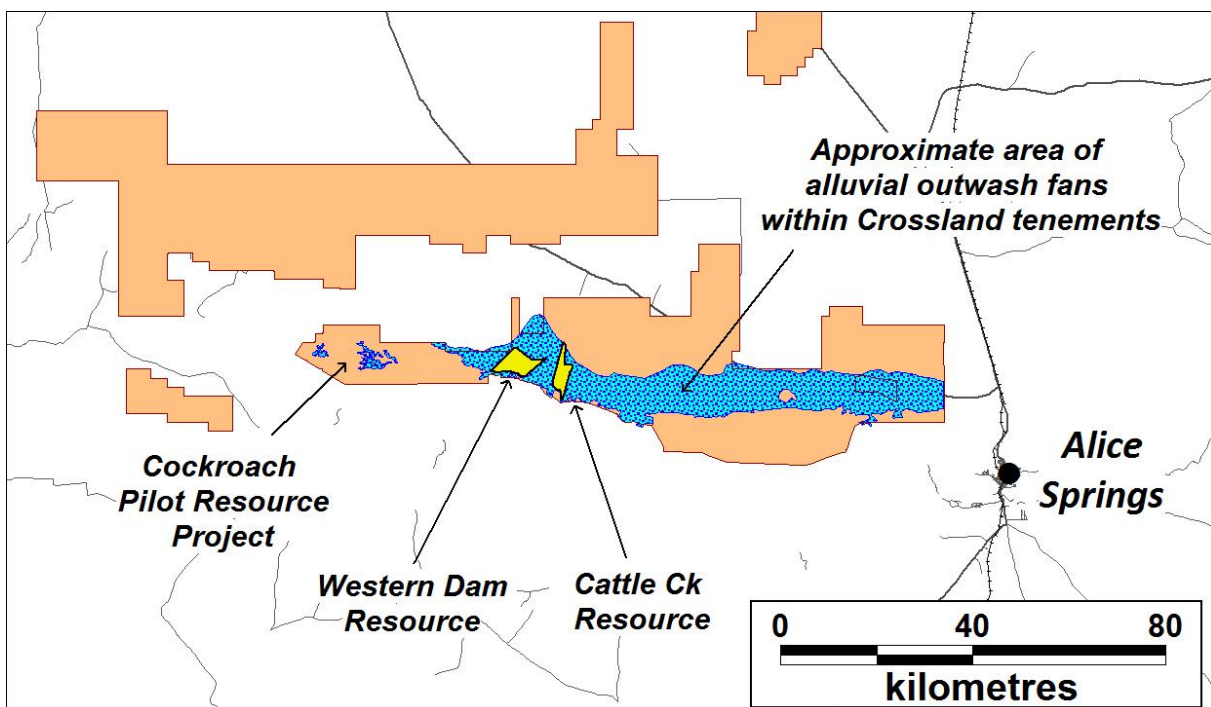 Approximate area of
alluvial outwash fans
within Crossland tenements
Cockroach
Pilot Resource
Project
Western Dam
Resource
Cattle Ck
Resource
Alice
Springs
0 40 80
kilometres